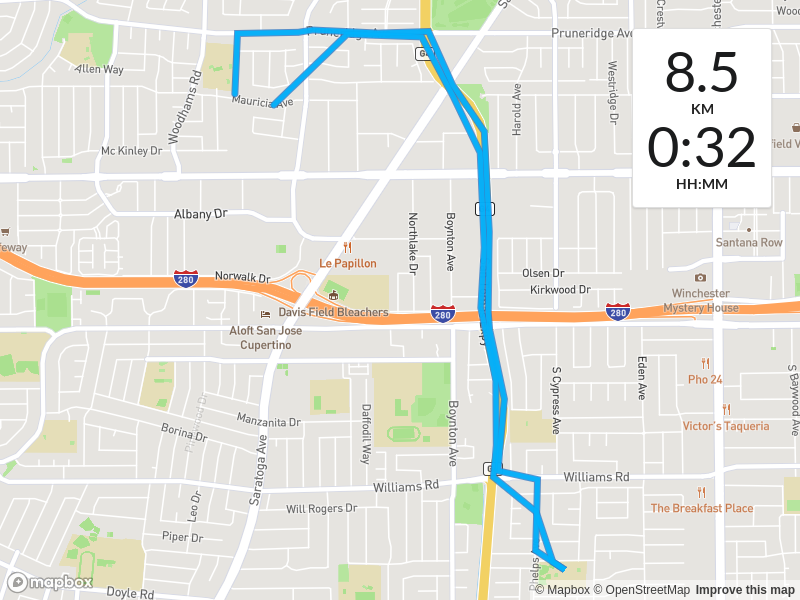 Pruneridge Ave
Pruneridge Ave
Allen Way
Woodhams Rd
Mauricia Ave
Harold Ave
Westridge Dr
8.5
KM
0:32
HH:MM
Mc Kinley Dr
Albany Dr
Northlake Dr
Boynton Ave
Le Papillon
Norwalk Dr
280
Olsen Dr
Kirkwood Dr
Santana Row
Winchester
Mystery House
Davis Field Bleachers
280
280
Aloft San Jose
Cupertino
Saratoga Ave
Daffodil Way
Boynton Ave
S Cypress Ave
Eden Ave
S Baywood Ave
Pho 24
Manzanita Dr
Borina Dr
Victor's Taqueria
Williams Rd
Williams Rd
Leo Dr
Will Rogers Dr
The Breakfast Place
Piper Dr
Doyle Rd
mapbox
© Mapbox © OpenStreetMap Improve this map